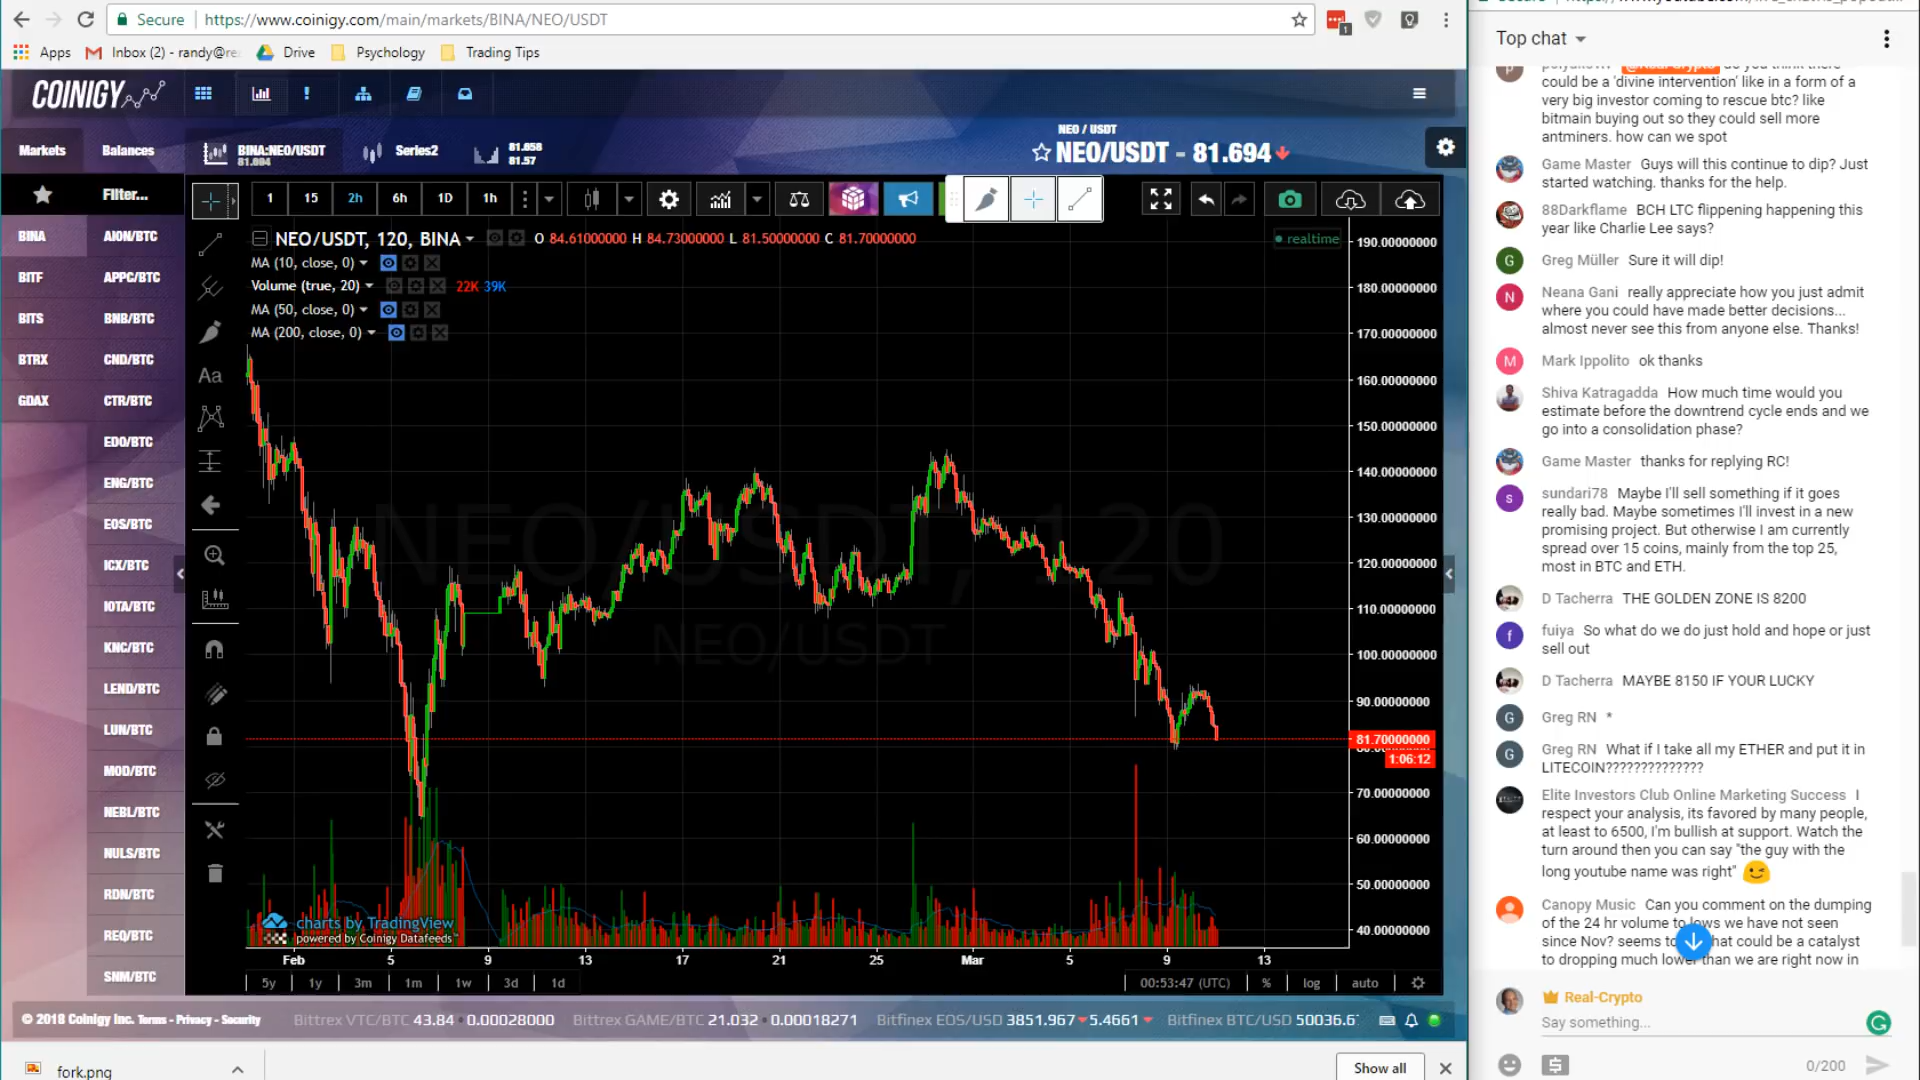 Secure https://www.coinigy.com/main/markets/BINA/NEO/USDT
Apps Inbox (2) - randy@re Drive Psychology Trading Tips
COINIGY
Markets Balances BINA:NEO/USDT 81.694 Series2 81.658 81.57
NEO / USDT
NEO/USDT - 81.694
Filter...
1 15 2h 6h 1D 1h
NEO/USDT, 120, BINA O 84.61000000 H 84.73000000 L 81.50000000 C 81.70000000
realtime
MA (10, close, 0)
Volume (true, 20) 22K 39K
MA (50, close, 0)
MA (200, close, 0)
BINA
BITF
BITS
BTRX
GDAX
AION/BTC
APPC/BTC
BNB/BTC
CND/BTC
CTR/BTC
EDO/BTC
ENG/BTC
EOS/BTC
ICX/BTC
IOTA/BTC
KNC/BTC
LEND/BTC
LUN/BTC
MOD/BTC
NEBL/BTC
NULS/BTC
RDN/BTC
REQ/BTC
SNM/BTC
Aa
NEO/USDT, 120
NEO/USDT
190.00000000
180.00000000
170.00000000
160.00000000
150.00000000
140.00000000
130.00000000
120.00000000
110.00000000
100.00000000
90.00000000
81.70000000
1:06:12
70.00000000
60.00000000
50.00000000
40.00000000
charts by TradingView
powered by Coinigy Datafeeds
Feb 5 9 13 17 21 25 Mar 5 9 13
5y 1y 3m 1m 1w 3d 1d 00:53:47 (UTC) % log auto
© 2018 Coinigy Inc. Terms - Privacy - Security
Bittrex VTC/BTC 43.84 0.00028000 Bittrex GAME/BTC 21.032 0.00018271 Bitfinex EOS/USD 3851.967 5.4661 Bitfinex BTC/USD 50036.6
fork.png
Show all
Top chat
could be a 'divine intervention' like in a form of a
very big investor coming to rescue btc? like
bitmain buying out so they could sell more
antminers. how can we spot
Game Master Guys will this continue to dip? Just
started watching. thanks for the help.
88Darkflame BCH LTC flippening happening this
year like Charlie Lee says?
G Greg Müller Sure it will dip!
N Neana Gani really appreciate how you just admit
where you could have made better decisions...
almost never see this from anyone else. Thanks!
M Mark Ippolito ok thanks
Shiva Katragadda How much time would you
estimate before the downtrend cycle ends and we
go into a consolidation phase?
Game Master thanks for replying RC!
s sundari78 Maybe I'll sell something if it goes
really bad. Maybe sometimes I'll invest in a new
promising project. But otherwise I am currently
spread over 15 coins, mainly from the top 25,
most in BTC and ETH.
D Tacherra THE GOLDEN ZONE IS 8200
f fuiya So what do we do just hold and hope or just
sell out
D Tacherra MAYBE 8150 IF YOUR LUCKY
G Greg RN *
G Greg RN What if I take all my ETHER and put it in
LITECOIN??????????????
Elite Investors Club Online Marketing Success I
respect your analysis, its favored by many people,
at least to 6500, I'm bullish at support. Watch the
turn around then you can say "the guy with the
long youtube name was right"
Canopy Music Can you comment on the dumping
of the 24 hr volume to lows we have not seen
since Nov? seems to that could be a catalyst
to dropping much lower than we are right now in
Real-Crypto
Say something...
0/200